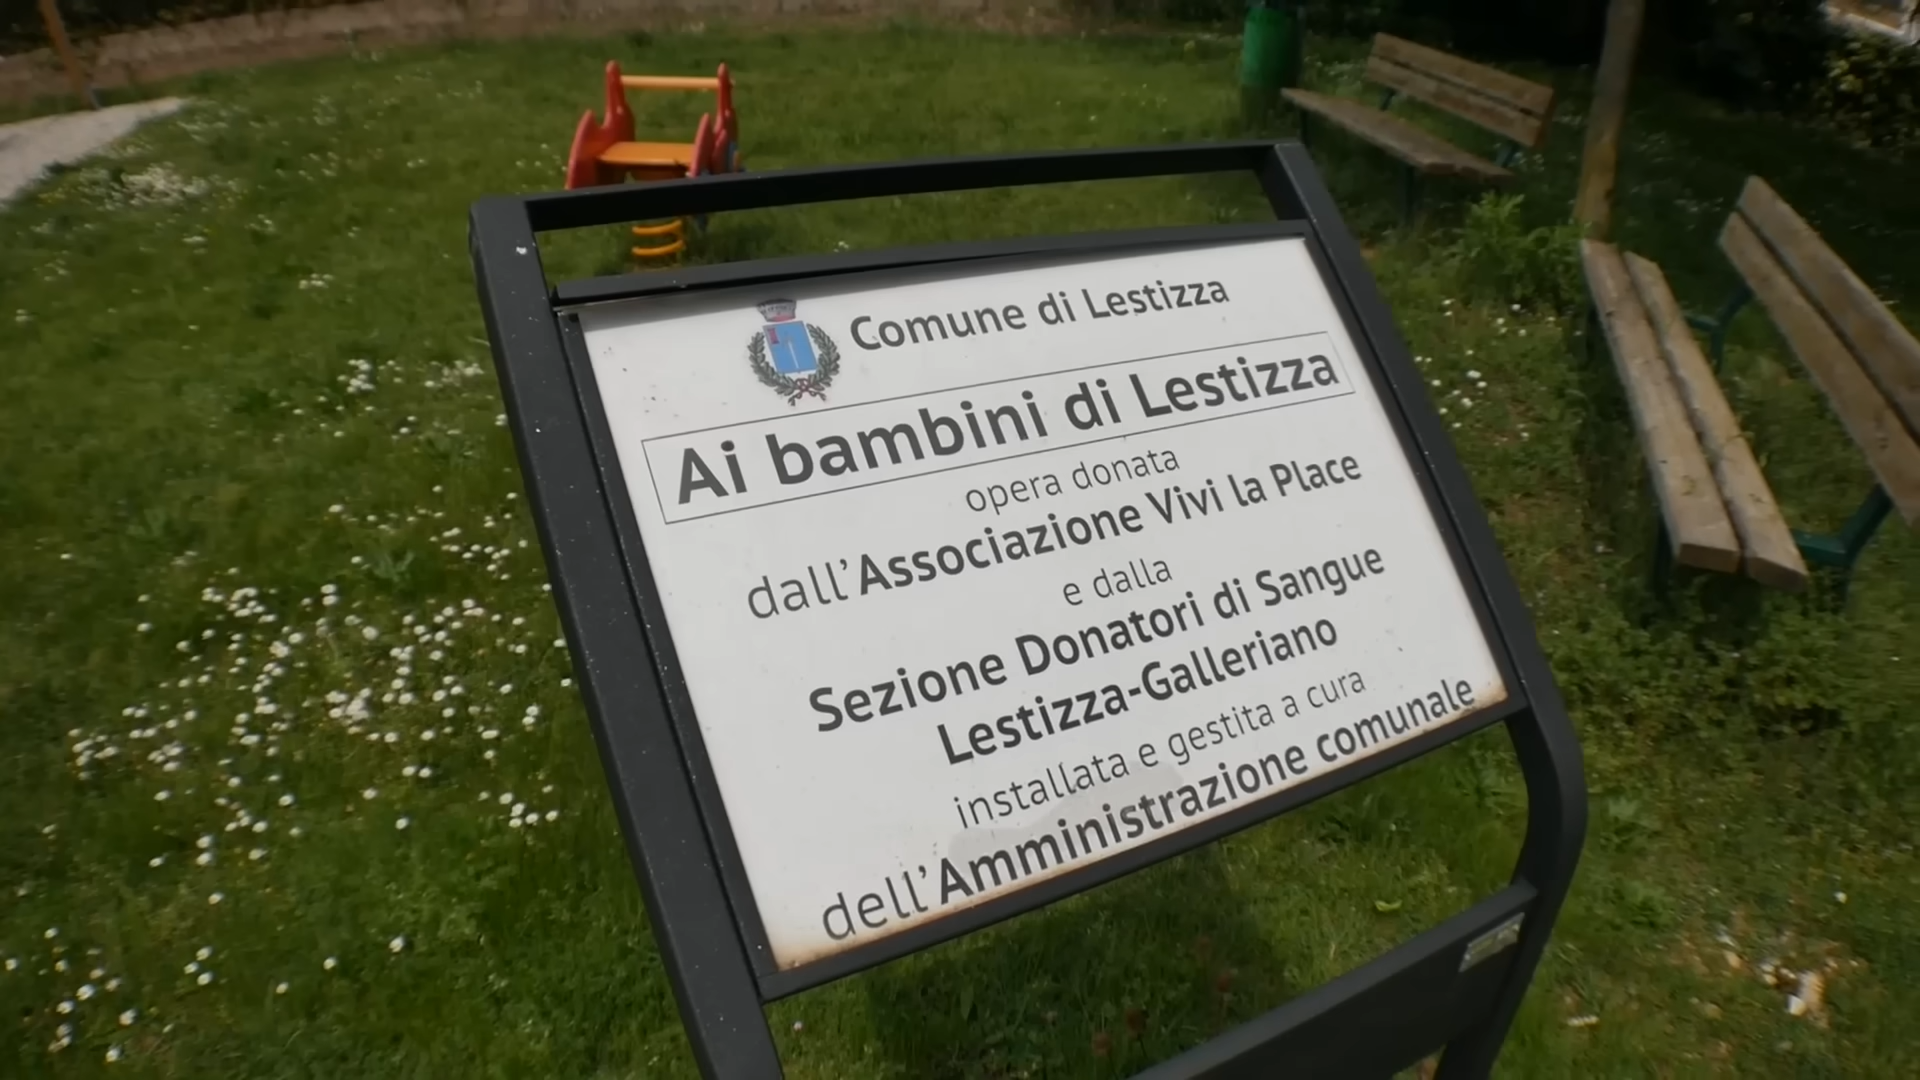 Comune di Lestizza
Ai bambini di Lestizza
opera donata
dall'Associazione Vivi la Place
e dalla
Sezione Donatori di Sangue
Lestizza-Galleriano
installata e gestita a cura
dell'Amministrazione comunale